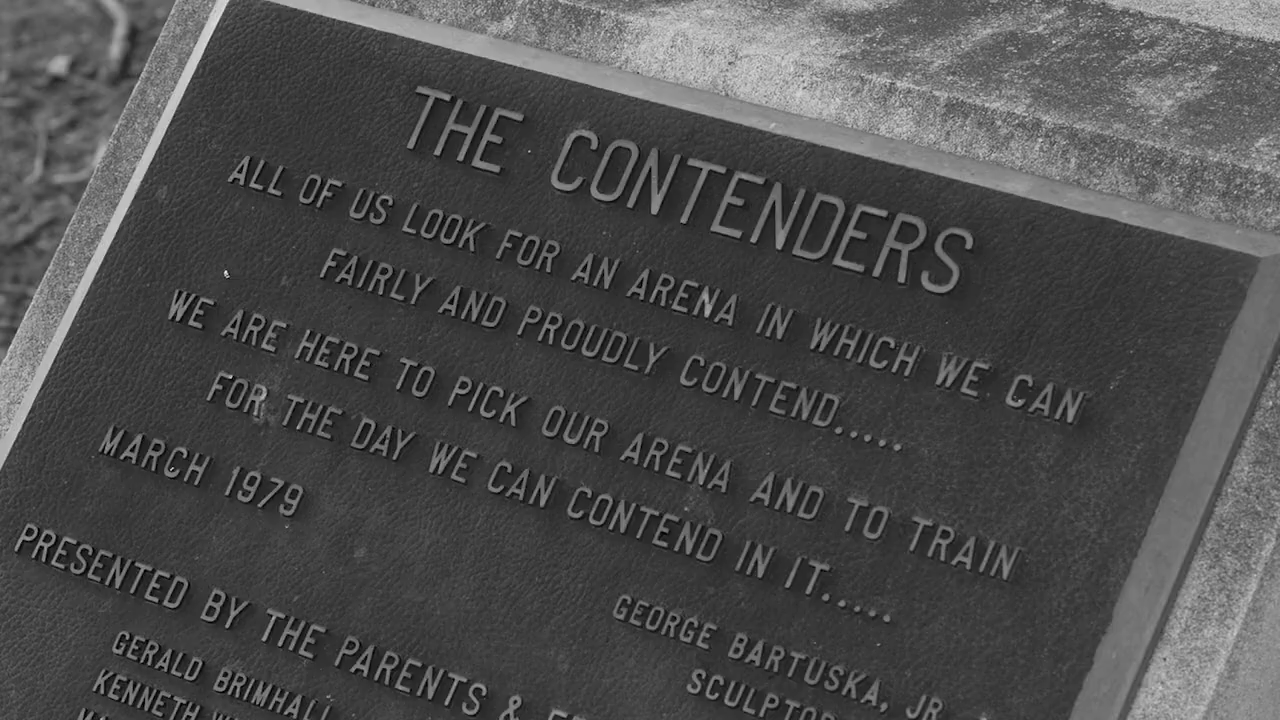 THE CONTENDERS
ALL OF US LOOK FOR AN ARENA IN WHICH WE CAN
FAIRLY AND PROUDLY CONTEND.....
WE ARE HERE TO PICK OUR ARENA AND TO TRAIN
FOR THE DAY WE CAN CONTEND IN IT.....
MARCH 1979
GEORGE BARTUSKA, JR.
PRESENTED BY THE PARENTS &
GERALD BRIMHALL
KENNETH